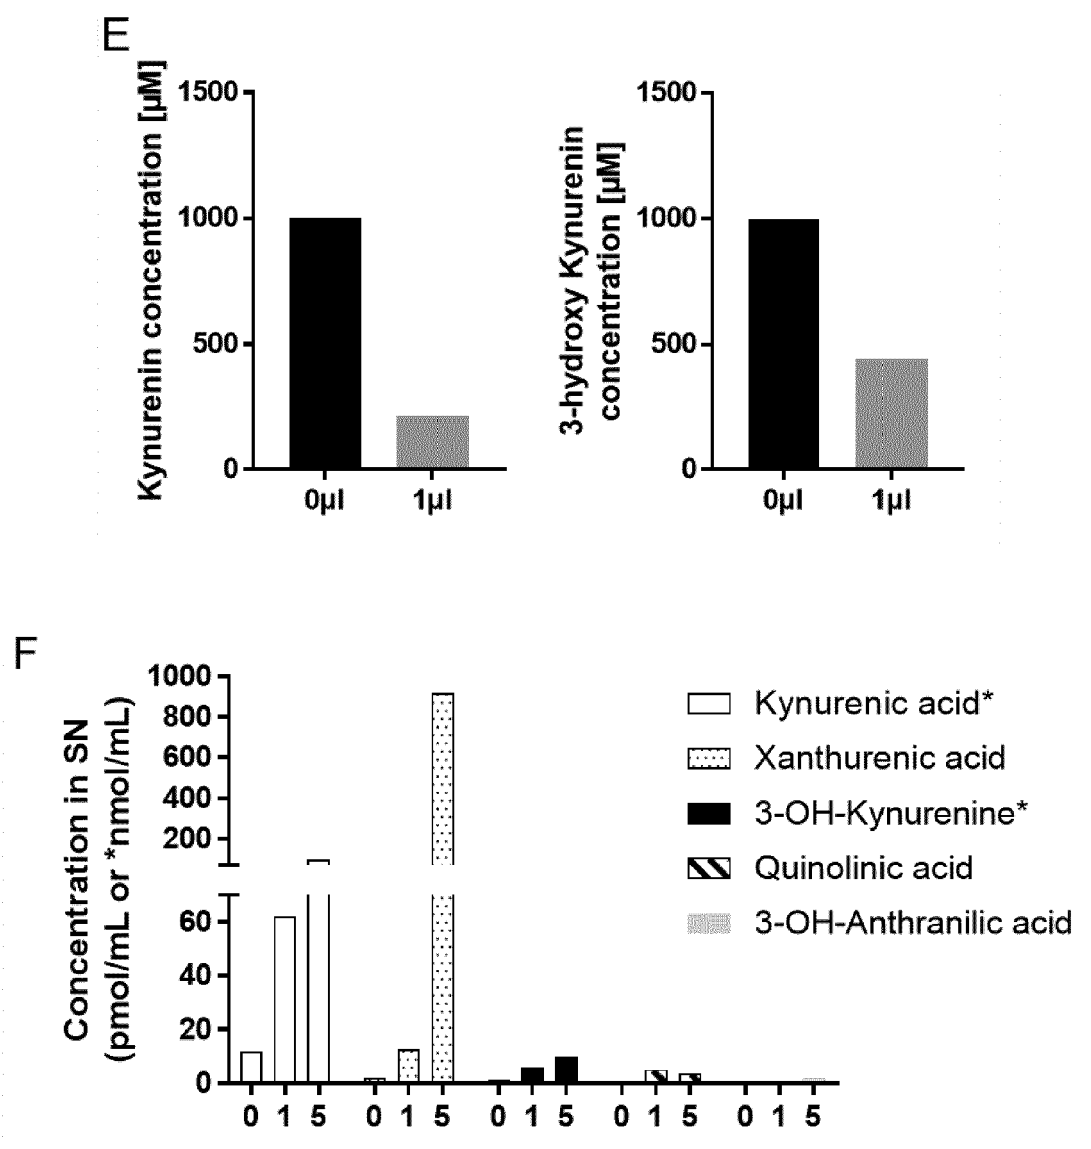 E
Kynurenin concentration [µM]
1500
1000
500
0
0µl
1µl
3-hydroxy Kynurenin
concentration [µM]
1500
1000
500
0
0µl
1µl
F
Concentration in SN
(pmol/mL or *nmol/mL)
1000
800
600
400
200
60
40
20
0
0 1 5 0 1 5 0 1 5 0 1 5 0 1 5
Kynurenic acid*
Xanthurenic acid
3-OH-Kynurenine*
Quinolinic acid
3-OH-Anthranilic acid